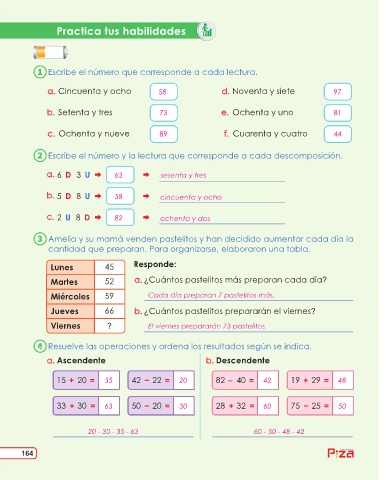 Practica tus habilidades
1 Escribe el número que corresponde a cada lectura.
a. Cincuenta y ocho 58 d. Noventa y siete 97
b. Setenta y tres 73 e. Ochenta y uno 81
c. Ochenta y nueve 89 f. Cuarenta y cuatro 44
2 Escribe el número y la lectura que corresponde a cada descomposición.
a. 6 D 3 U → 63 → sesenta y tres
b. 5 D 8 U → 58 → cincuenta y ocho
c. 2 U 8 D → 82 → ochenta y dos
3 Amelia y su mamá venden pastelitos y han decidido aumentar cada día la
cantidad que preparan. Para organizarse, elaboraron una tabla.
Lunes 45
Martes 52
Miércoles 59
Jueves 66
Viernes ?
Responde:
a. ¿Cuántos pastelitos más preparan cada día?
Cada día preparan 7 pastelitos más.
b. ¿Cuántos pastelitos prepararán el viernes?
El viernes prepararán 73 pastelitos.
4 Resuelve las operaciones y ordena los resultados según se indica.
a. Ascendente
15 + 20 = 35 42 − 22 = 20
33 + 30 = 63 50 − 20 = 30
20 - 30 - 35 - 63
b. Descendente
82 − 40 = 42 19 + 29 = 48
28 + 32 = 60 75 − 25 = 50
60 - 50 - 48 - 42
164